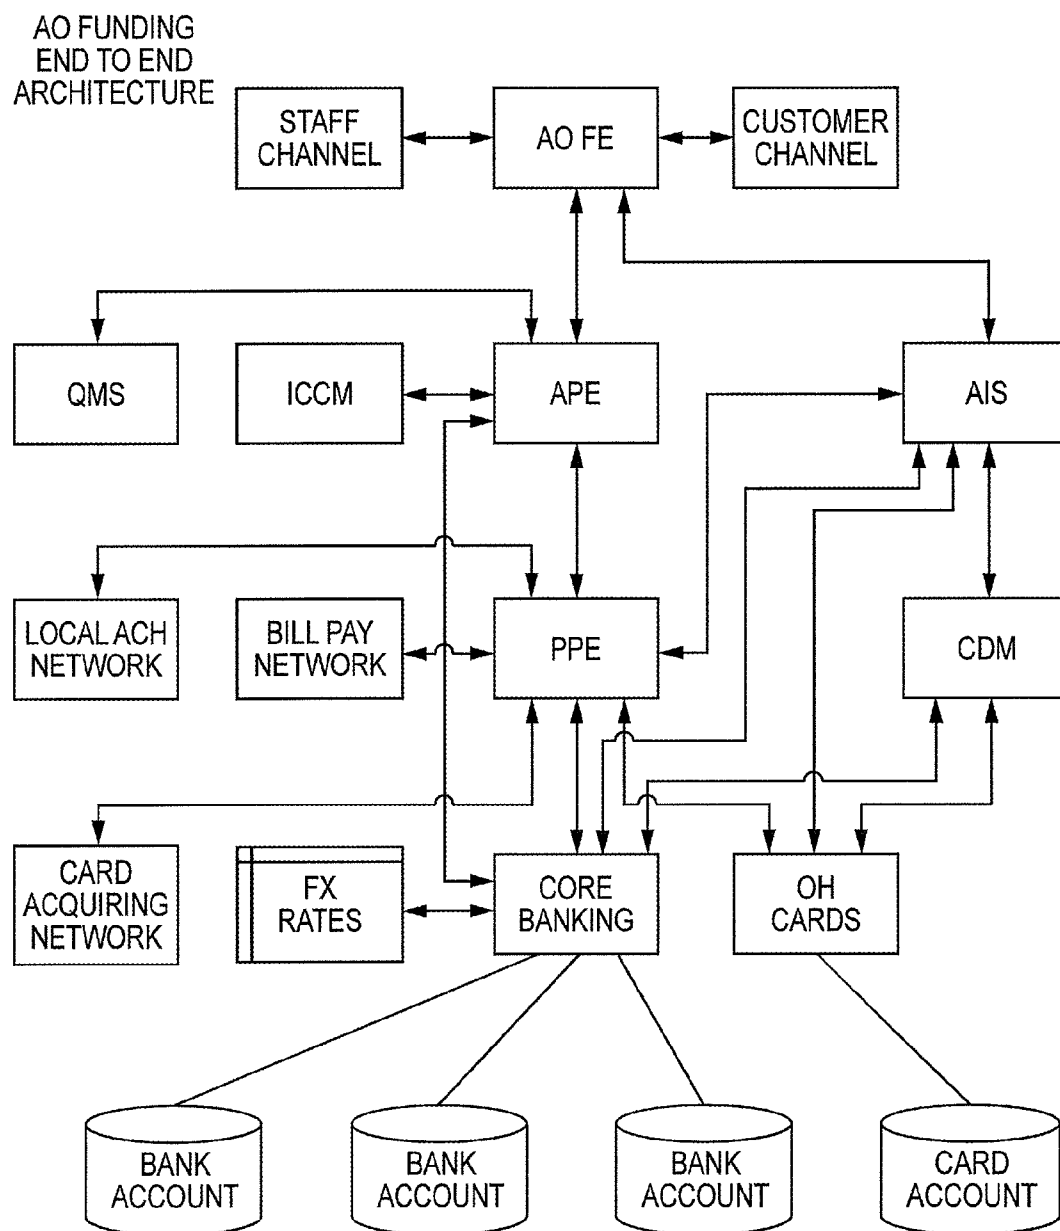 AO FUNDING
END TO END
ARCHITECTURE
STAFF
CHANNEL
AO FE
CUSTOMER
CHANNEL
QMS
ICCM
APE
AIS
LOCAL ACH
NETWORK
BILL PAY
NETWORK
PPE
CDM
CARD
ACQUIRING
NETWORK
FX
RATES
CORE
BANKING
OH
CARDS
BANK
ACCOUNT
BANK
ACCOUNT
BANK
ACCOUNT
CARD
ACCOUNT